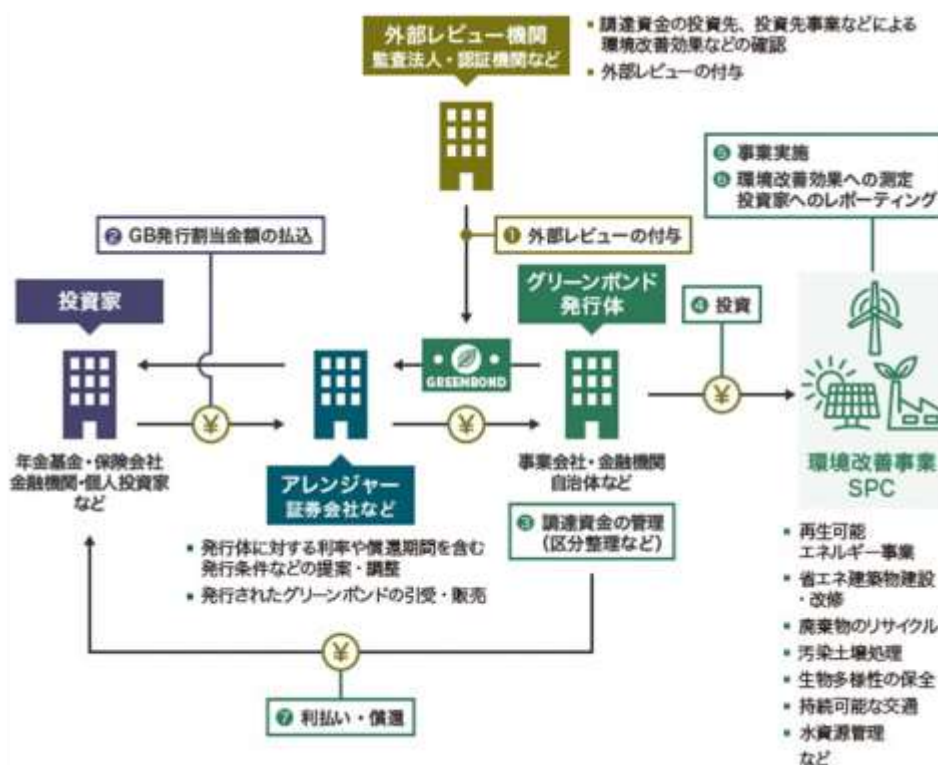 外部レビュー機関
監査法人・認証機関など
▪ 調達資金の投資先、投資先事業などによる
環境改善効果などの確認
▪ 外部レビューの付与
❺ 事業実施
❻ 環境改善効果への測定
投資家へのレポーティング
❷ GB発行割当金額の払込
❶ 外部レビューの付与
投資家
グリーンボンド
発行体
❹ 投資
GREENBOND
¥
¥
¥
年金基金・保険会社
金融機関・個人投資家
など
アレンジャー
証券会社など
事業会社・金融機関
自治体など
環境改善事業
SPC
❸ 調達資金の管理
（区分整理など）
▪ 発行体に対する利率や償還期間を含む
発行条件などの提案・調整
▪ 発行されたグリーンボンドの引受・販売
▪ 再生可能
エネルギー事業
▪ 省エネ建築物建設
・改修
▪ 廃棄物のリサイクル
▪ 汚染土壌処理
▪ 生物多様性の保全
▪ 持続可能な交通
▪ 水資源管理
など
¥
❼ 利払い・償還